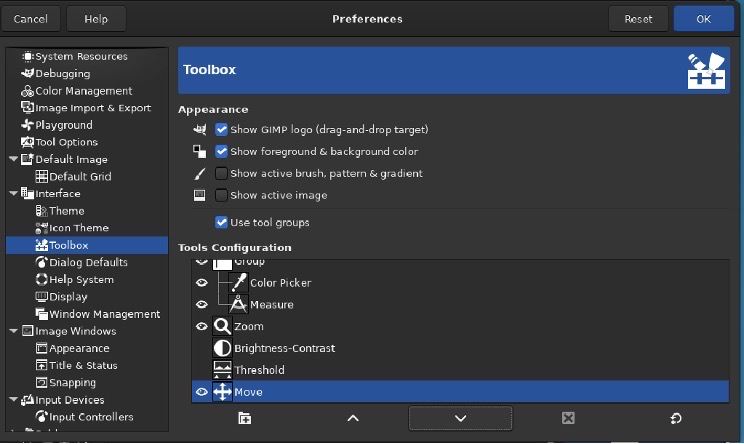 Cancel
Help
Preferences
Reset
OK
System Resources
Debugging
Color Management
Image Import & Export
Playground
Tool Options
Default Image
Default Grid
Interface
Theme
Icon Theme
Toolbox
Dialog Defaults
Help System
Display
Window Management
Image Windows
Appearance
Title & Status
Snapping
Input Devices
Input Controllers
Toolbox
Appearance
Show GIMP logo (drag-and-drop target)
Show foreground & background color
Show active brush, pattern & gradient
Show active image
Use tool groups
Tools Configuration
Group
Color Picker
Measure
Zoom
Brightness-Contrast
Threshold
Move